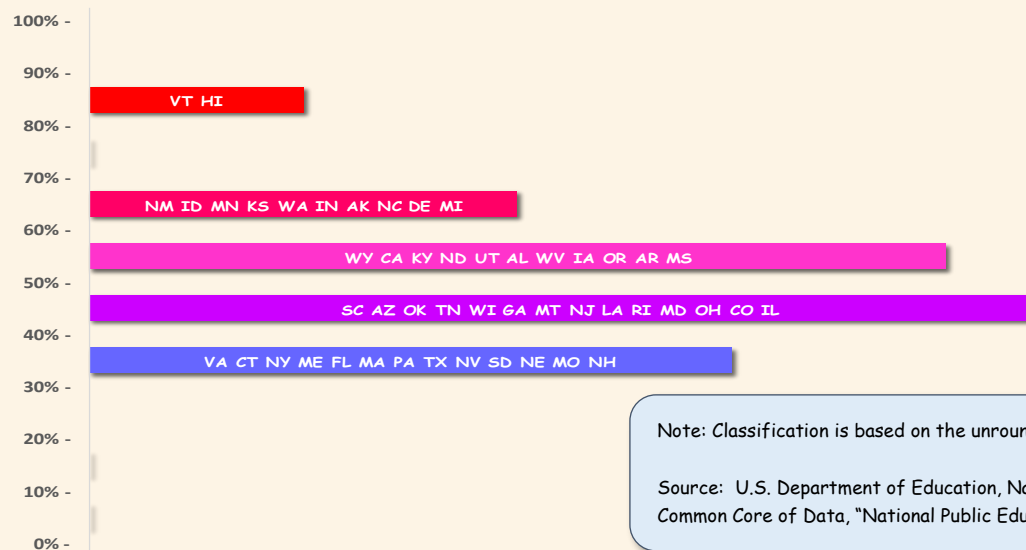 100% -
90% -
VT HI
80% -
70% -
NM ID MN KS WA IN AK NC DE MI
60% -
WY CA KY ND UT AL WV IA OR AR MS
50% -
SC AZ OK TN WI GA MT NJ LA RI MD OH CO IL
40% -
VA CT NY ME FL MA PA TX NV SD NE MO NH
30% -
Note: Classification is based on the
20% -
10% -
Source: U.S. Department of Education,
Common Core of Data, “National Public
0% -